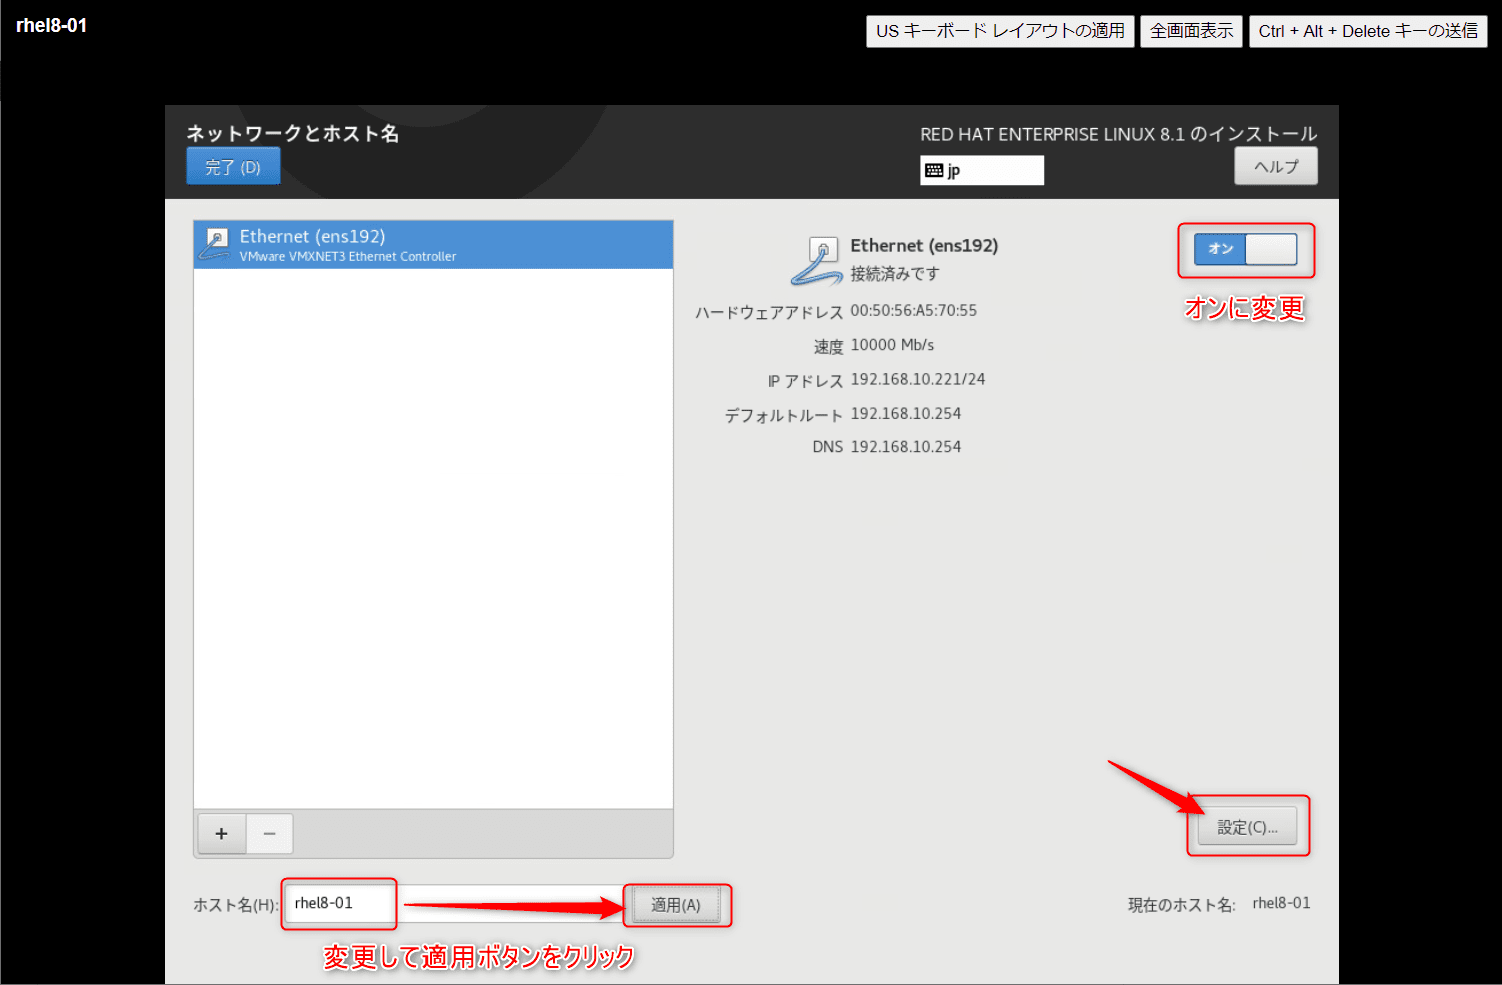 rhel8-01
US キーボード レイアウトの適用
全画面表示
Ctrl + Alt + Delete キーの送信
ネットワークとホスト名
RED HAT ENTERPRISE LINUX 8.1 のインストール
完了 (D)
jp
ヘルプ
Ethernet (ens192)
VMware VMXNET3 Ethernet Controller
Ethernet (ens192)
接続済みです
オン
オンに変更
ハードウェアアドレス 00:50:56:A5:70:55
速度 10000 Mb/s
IP アドレス 192.168.10.221/24
デフォルトルート 192.168.10.254
DNS 192.168.10.254
+
−
設定(C)...
ホスト名(H): rhel8-01
適用(A)
現在のホスト名: rhel8-01
変更して適用ボタンをクリック